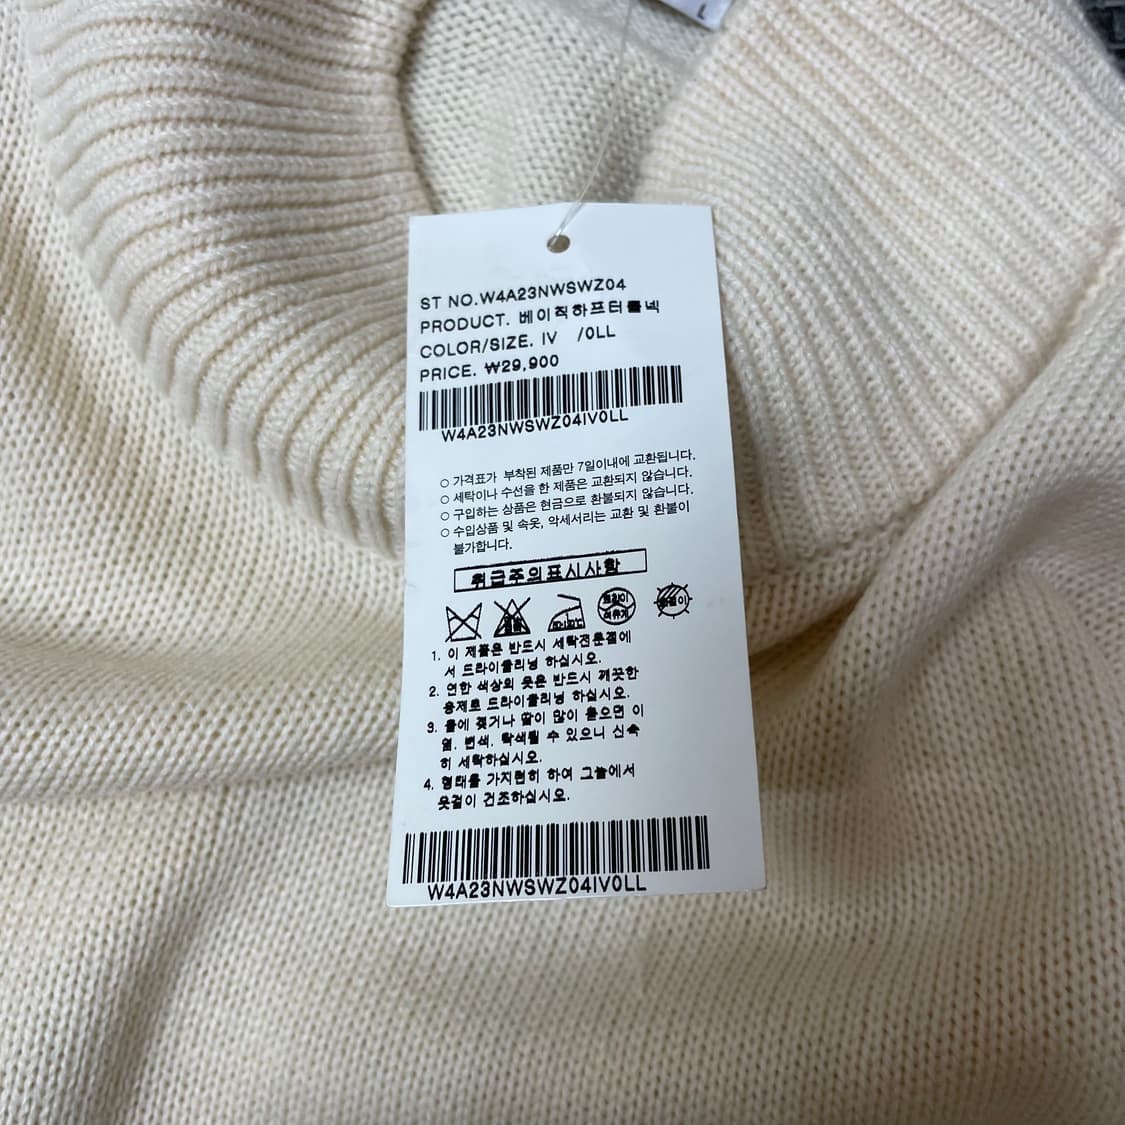 L
ST NO.W4A23NWSWZ04
PRODUCT. 베이직하프터틀넥
COLOR/SIZE. IV /0LL
PRICE. ₩29,900
W4A23NWSWZ04IV0LL
○ 가격표가 부착된 제품만 7일이내에 교환됩니다.
○ 세탁이나 수선을 한 제품은 교환되지 않습니다.
○ 구입하는 상품은 현금으로 환불되지 않습니다.
○ 수입상품 및 속옷, 악세서리는 교환 및 환불이
불가합니다.
취급주의표시사항
드라이
석유계
1. 이 제품은 반드시 세탁전문점에
서 드라이클리닝 하십시오.
2. 연한 색상의 옷은 반드시 깨끗한
용제로 드라이클리닝 하십시오.
3. 물에 젖거나 땀이 많이 묻으면 이
염, 변색, 탁색될 수 있으니 신속
히 세탁하십시오.
4. 형태를 가지런히 하여 그늘에서
옷걸이 건조하십시오.
W4A23NWSWZ04IV0LL